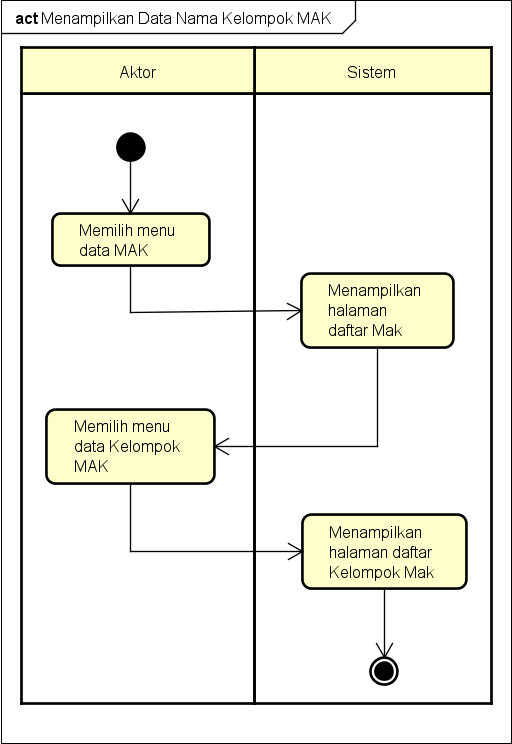 act Menampilkan Data Nama Kelompok MAK
Aktor
Sistem
Memilih menu
data MAK
Menampilkan
halaman
daftar Mak
Memilih menu
data Kelompok
MAK
Menampilkan
halaman daftar
Kelompok Mak